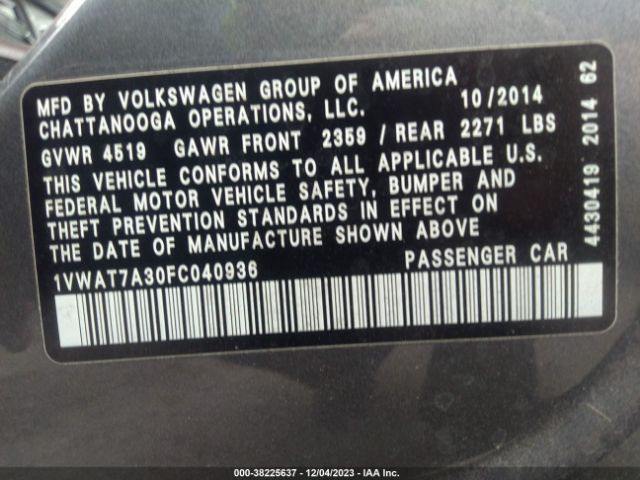 MFD BY VOLKSWAGEN GROUP OF AMERICA
CHATTANOOGA OPERATIONS, LLC. 10/2014
GVWR 4519 GAWR FRONT 2359 / REAR 2271 LBS
THIS VEHICLE CONFORMS TO ALL APPLICABLE U.S.
FEDERAL MOTOR VEHICLE SAFETY, BUMPER AND
THEFT PREVENTION STANDARDS IN EFFECT ON
THE DATE OF MANUFACTURE SHOWN ABOVE
1VWAT7A30FC040936 PASSENGER CAR
4430419 2014 62
000-38225637 - 12/04/2023 - IAA Inc.